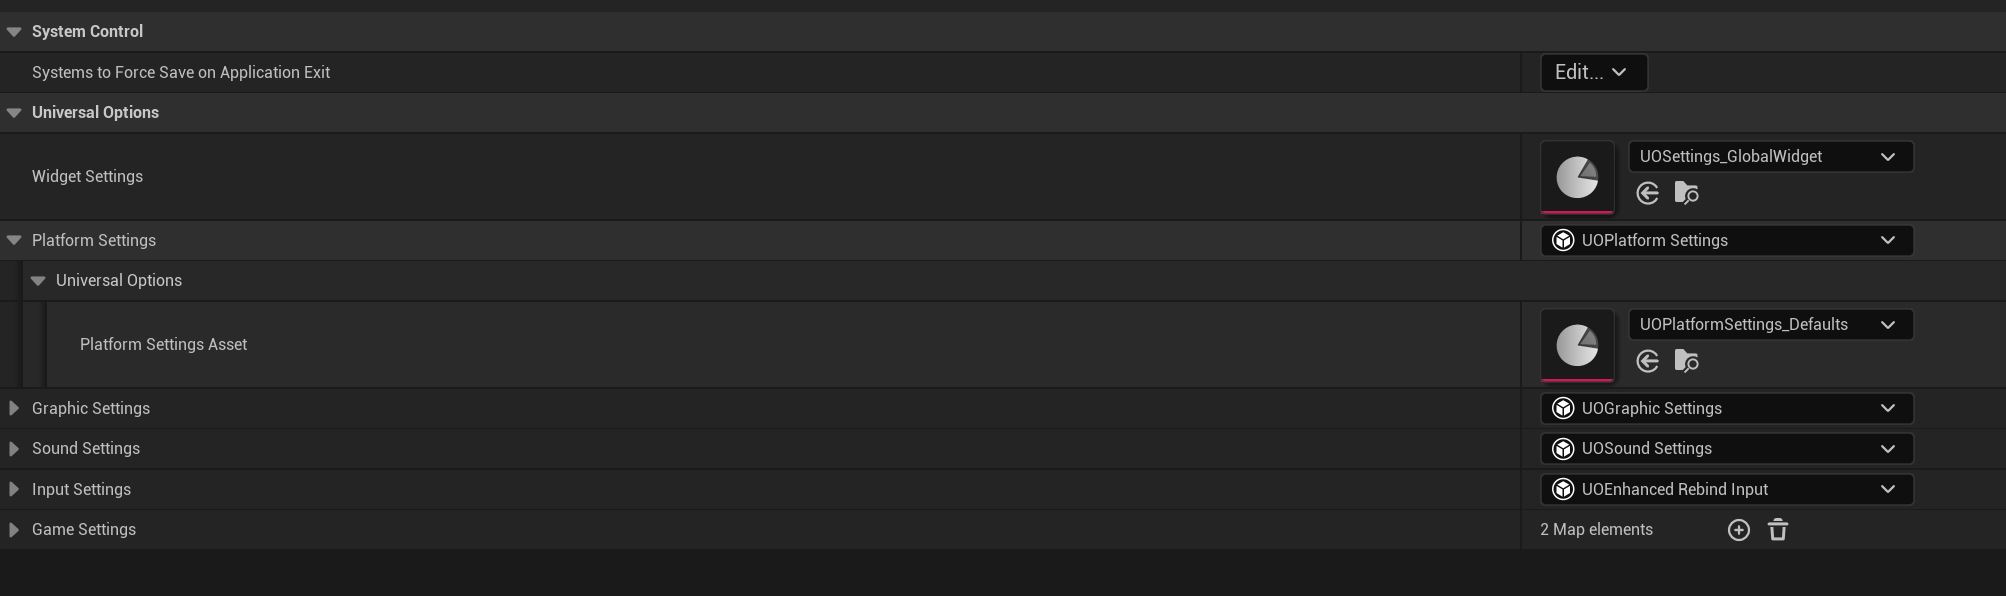 System Control
Systems to Force Save on Application Exit
Edit...
Universal Options
Widget Settings
UOSettings_GlobalWidget
Platform Settings
UOPlatform Settings
Universal Options
Platform Settings Asset
UOPlatformSettings_Defaults
Graphic Settings
UOGraphic Settings
Sound Settings
UOSound Settings
Input Settings
UOEnhanced Rebind Input
Game Settings
2 Map elements